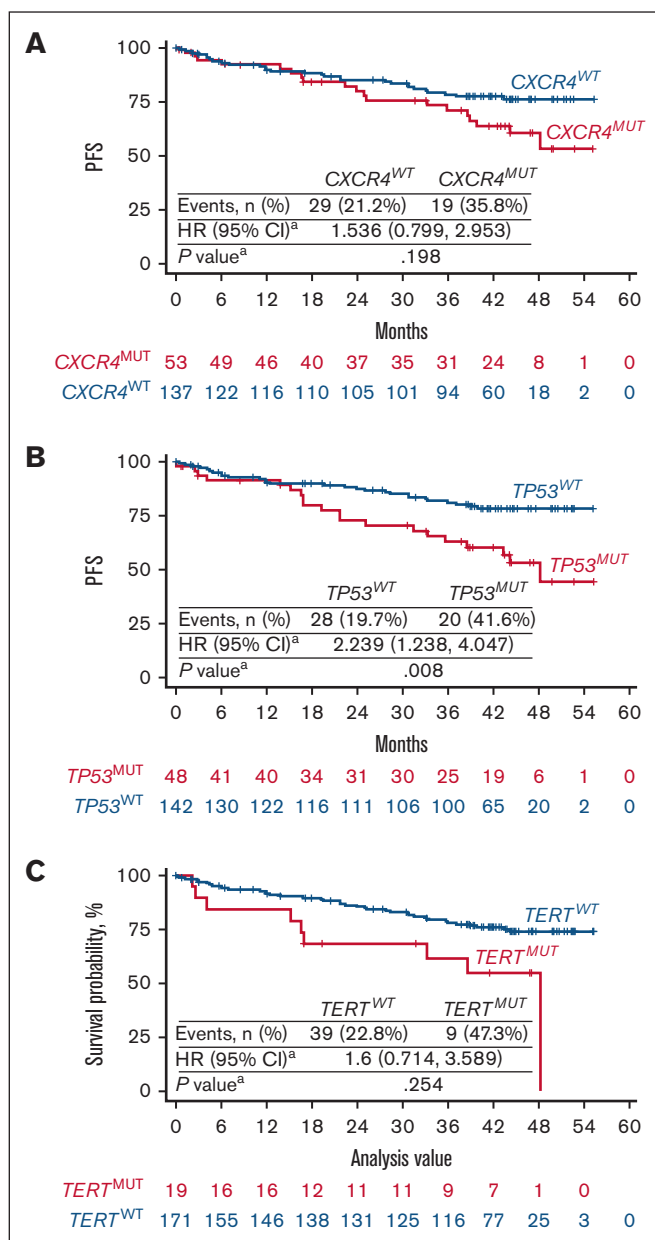 A
100
75
50
25
0
PFS
CXCR4WT
CXCR4MUT
CXCR4WT CXCR4MUT
Events, n (%) 29 (21.2%) 19 (35.8%)
HR (95% CI)a 1.536 (0.799, 2.953)
P valuea .198
0 6 12 18 24 30 36 42 48 54 60
Months
CXCR4MUT 53 49 46 40 37 35 31 24 8 1 0
CXCR4WT 137 122 116 110 105 101 94 60 18 2 0
B
100
75
50
25
0
PFS
TP53WT
TP53MUT
TP53WT TP53MUT
Events, n (%) 28 (19.7%) 20 (41.6%)
HR (95% CI)a 2.239 (1.238, 4.047)
P valuea .008
0 6 12 18 24 30 36 42 48 54 60
Months
TP53MUT 48 41 40 34 31 30 25 19 6 1 0
TP53WT 142 130 122 116 111 106 100 65 20 2 0
C
100
75
50
25
0
Survival probability, %
TERTWT
TERTMUT
TERTWT TERTMUT
Events, n (%) 39 (22.8%) 9 (47.3%)
HR (95% CI)a 1.6 (0.714, 3.589)
P valuea .254
0 6 12 18 24 30 36 42 48 54 60
Analysis value
TERTMUT 19 16 16 12 11 11 9 7 1 0
TERTWT 171 155 146 138 131 125 116 77 25 3 0